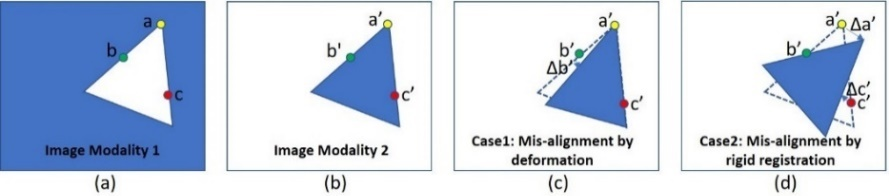 a
b
c
Image Modality 1
(a)
a’
b'
c’
Image Modality 2
(b)
a’
b’
Δb’
c’
Case1: Mis-alignment by
deformation
(c)
a’
Δa’
b’
Δc’
c’
Case2: Mis-alignment by
rigid registration
(d)